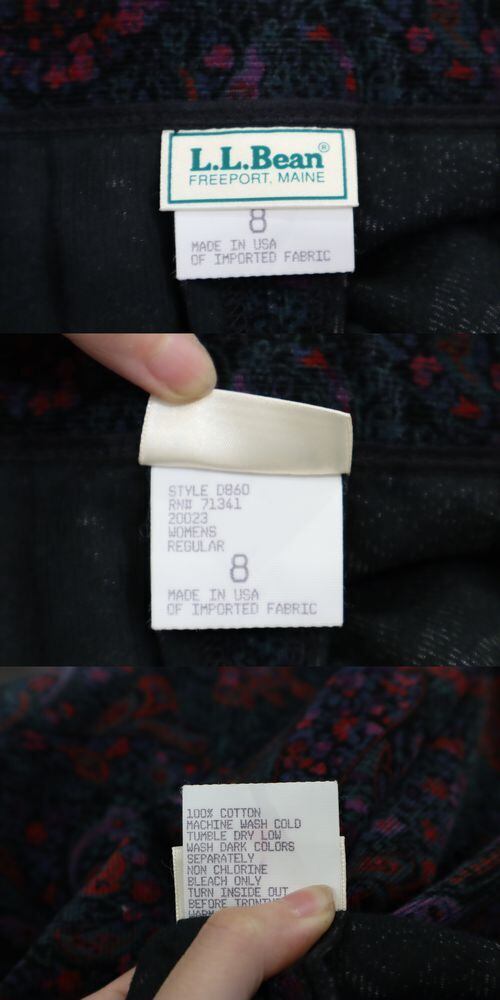 L.L.Bean®
FREEPORT, MAINE
8
MADE IN USA
OF IMPORTED FABRIC
STYLE D860
RN# 71341
20023
WOMENS
REGULAR
8
MADE IN USA
OF IMPORTED FABRIC
100% COTTON
MACHINE WASH COLD
TUMBLE DRY LOW
WASH DARK COLORS
SEPARATELY
NON CHLORINE
BLEACH ONLY
TURN INSIDE OUT
BEFORE